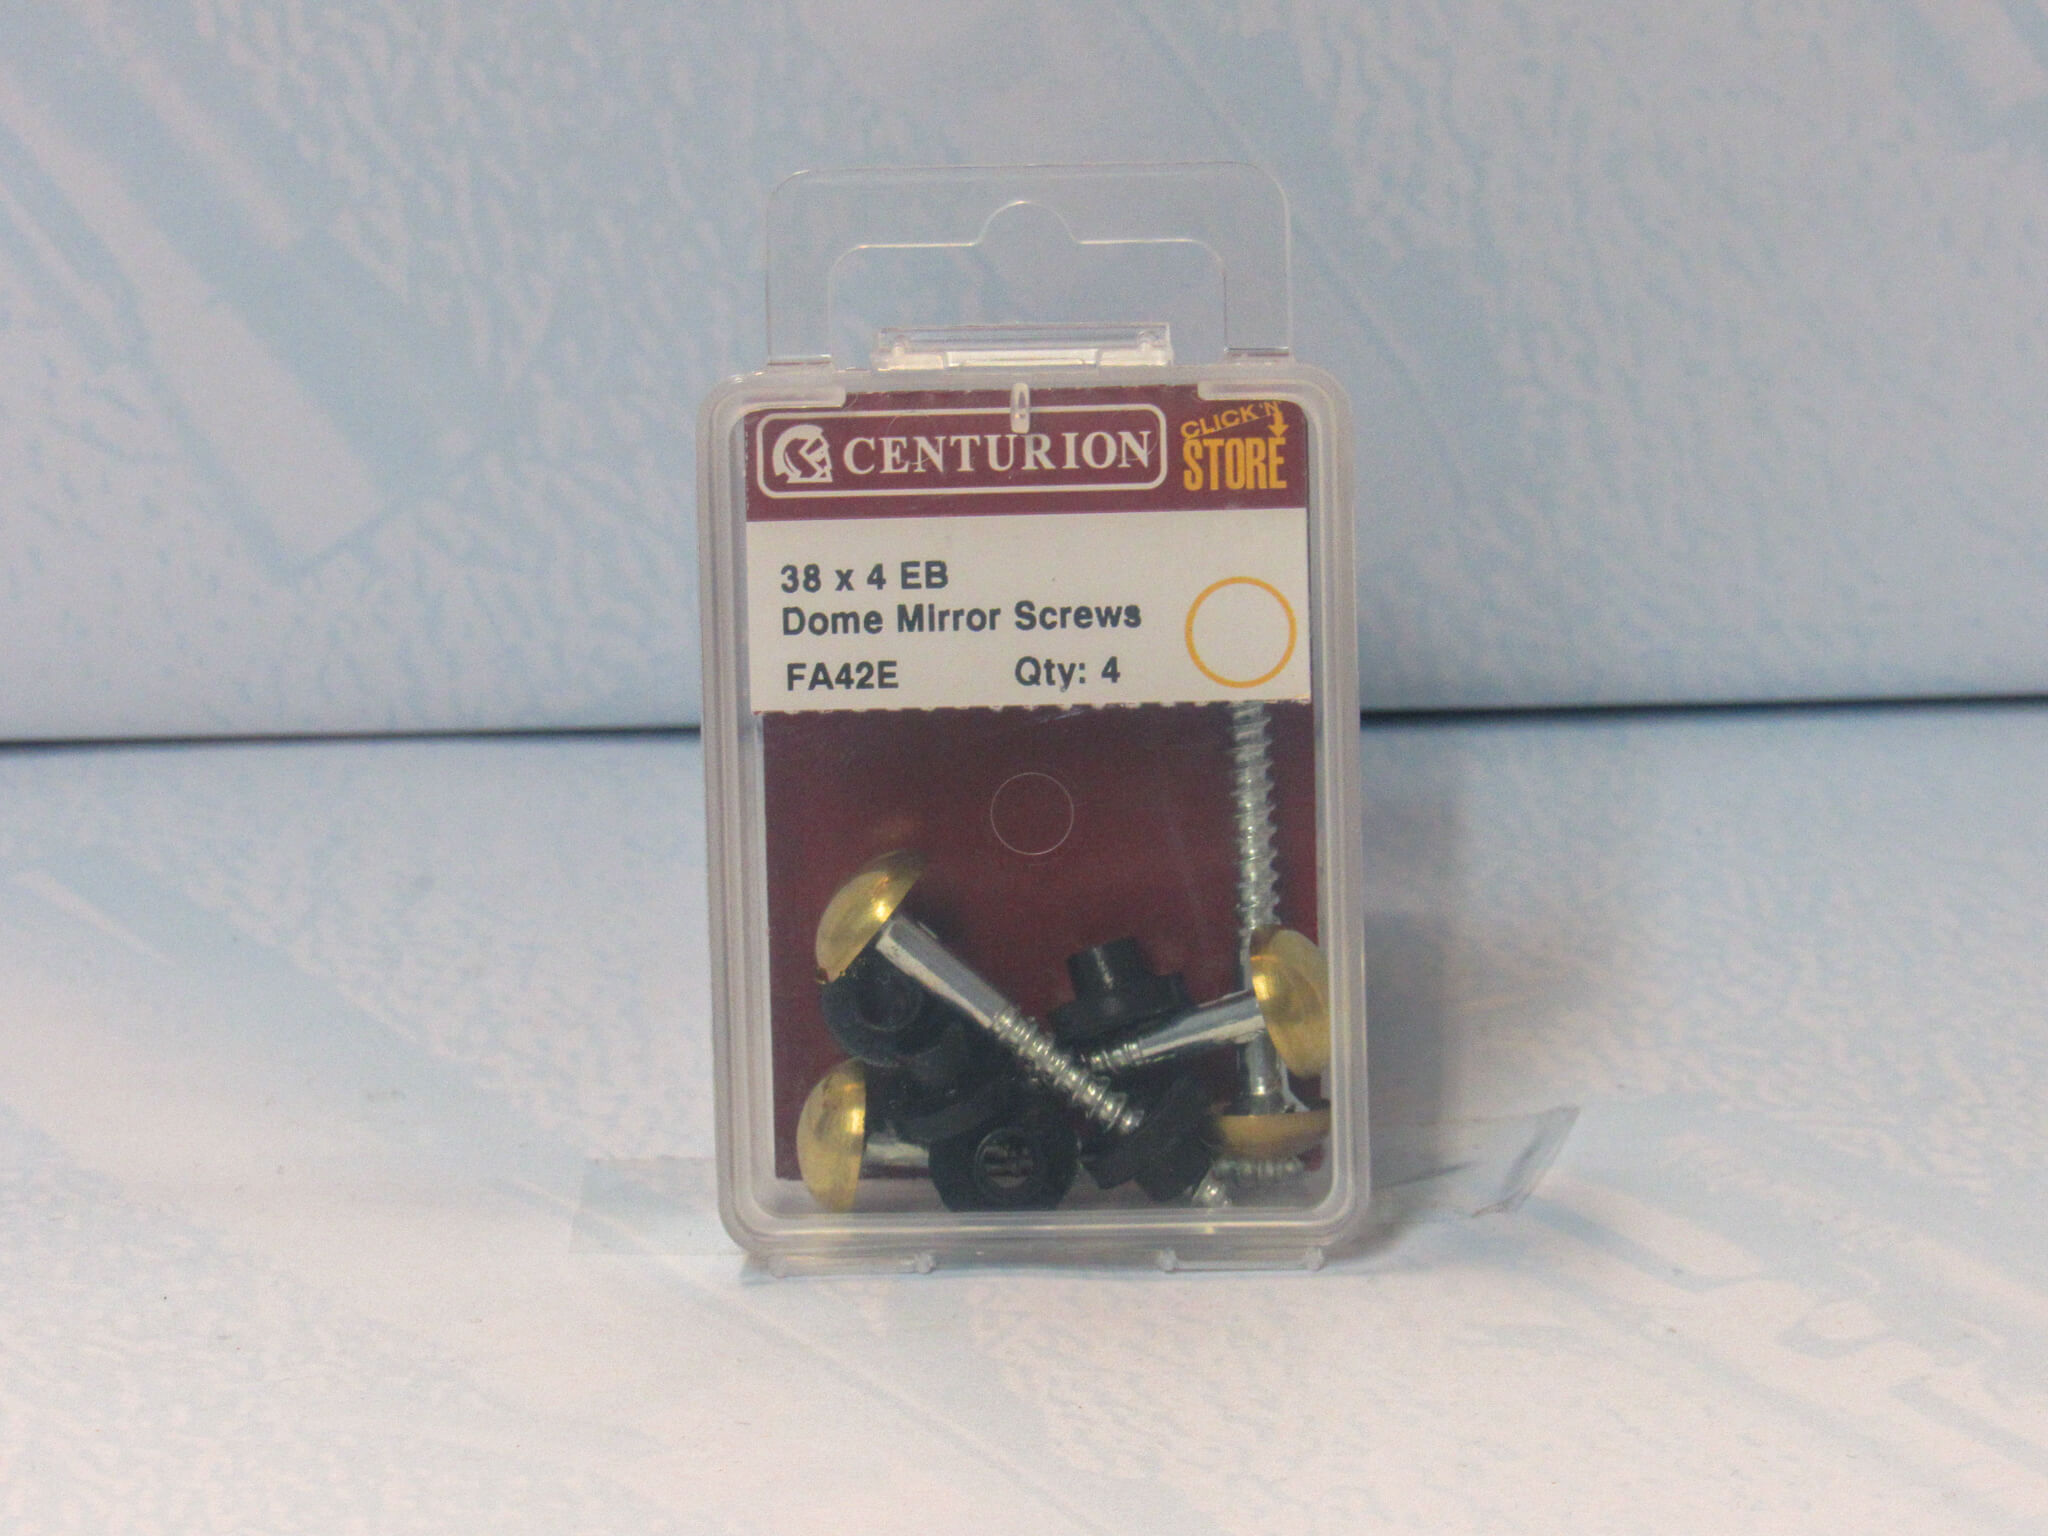 CENTURION
CLICK 'N
STORE
38 x 4 EB
Dome Mirror Screws
FA42E Qty: 4